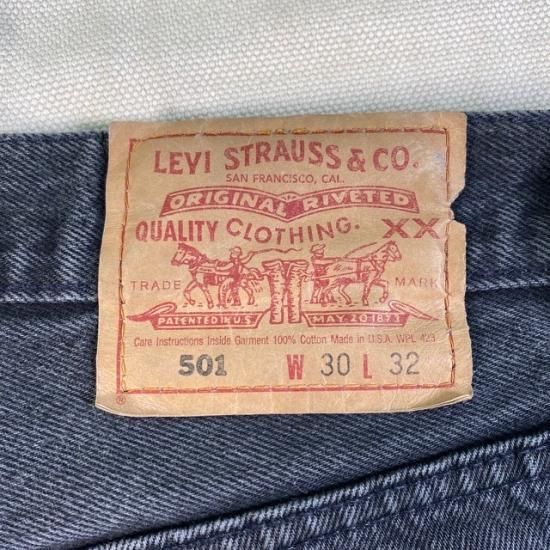 LEVI STRAUSS & CO.
SAN FRANCISCO, CAL.
ORIGINAL RIVETED
QUALITY CLOTHING. XX
TRADE MARK
PATENTED IN U.S. MAY 20 1873
Care Instructions Inside Garment 100% Cotton Made in U.S.A. WPL 423
501 W 30 L 32
®